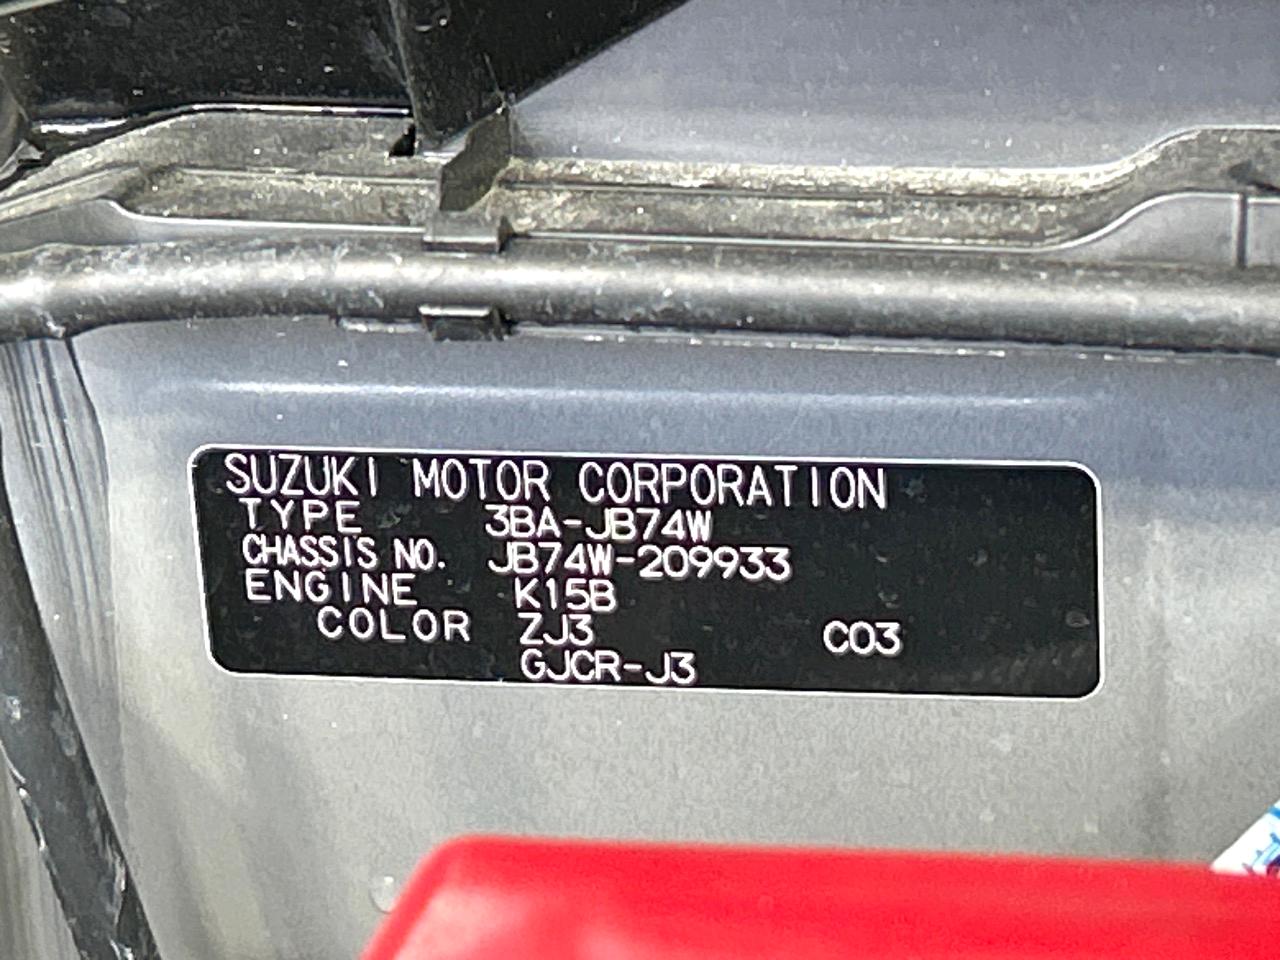 SUZUKI MOTOR CORPORATION
TYPE 3BA-JB74W
CHASSIS NO. JB74W-209933
ENGINE K15B
COLOR ZJ3 C03
GJCR-J3